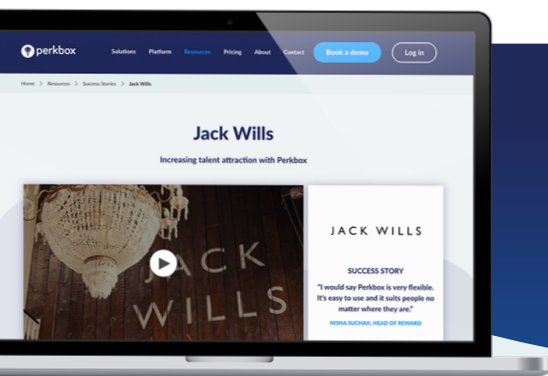 perkbox
Solutions Platform Resources Pricing About Contact Book a demo Log in
Home > Resources > Success Stories > Jack Wills
Jack Wills
Increasing talent attraction with Perkbox
JACK
WILLS
JACK WILLS
SUCCESS STORY
"I would say Perkbox is very flexible.
It's easy to use and it suits people no
matter where they are."
NISHA SUCHAK, HEAD OF REWARD